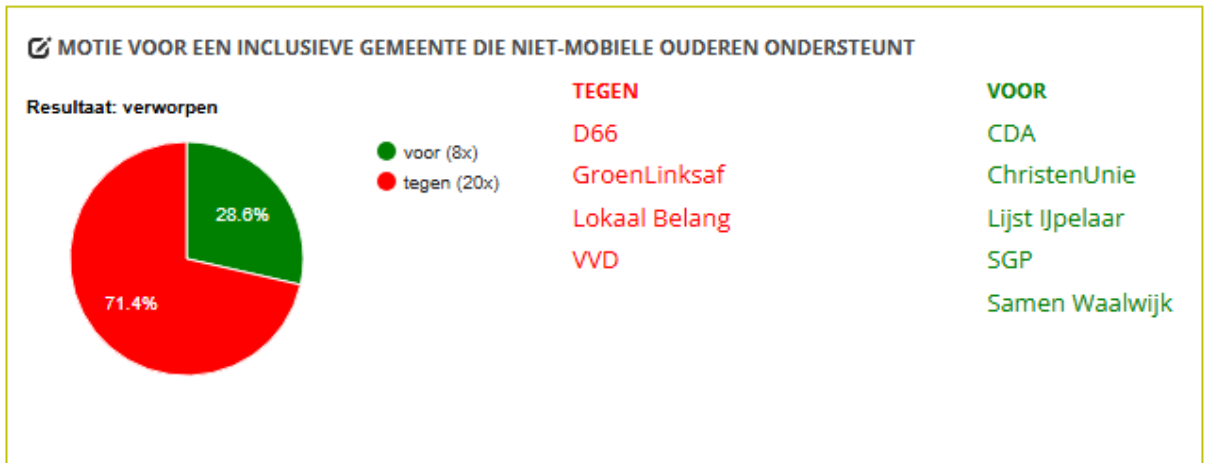 MOTIE VOOR EEN INCLUSIEVE GEMEENTE DIE NIET-MOBIELE OUDEREN ONDERSTEUNT
Resultaat: verworpen
28.6%
71.4%
voor (8x)
tegen (20x)
TEGEN
D66
GroenLinksaf
Lokaal Belang
VVD
VOOR
CDA
ChristenUnie
Lijst IJpelaar
SGP
Samen Waalwijk